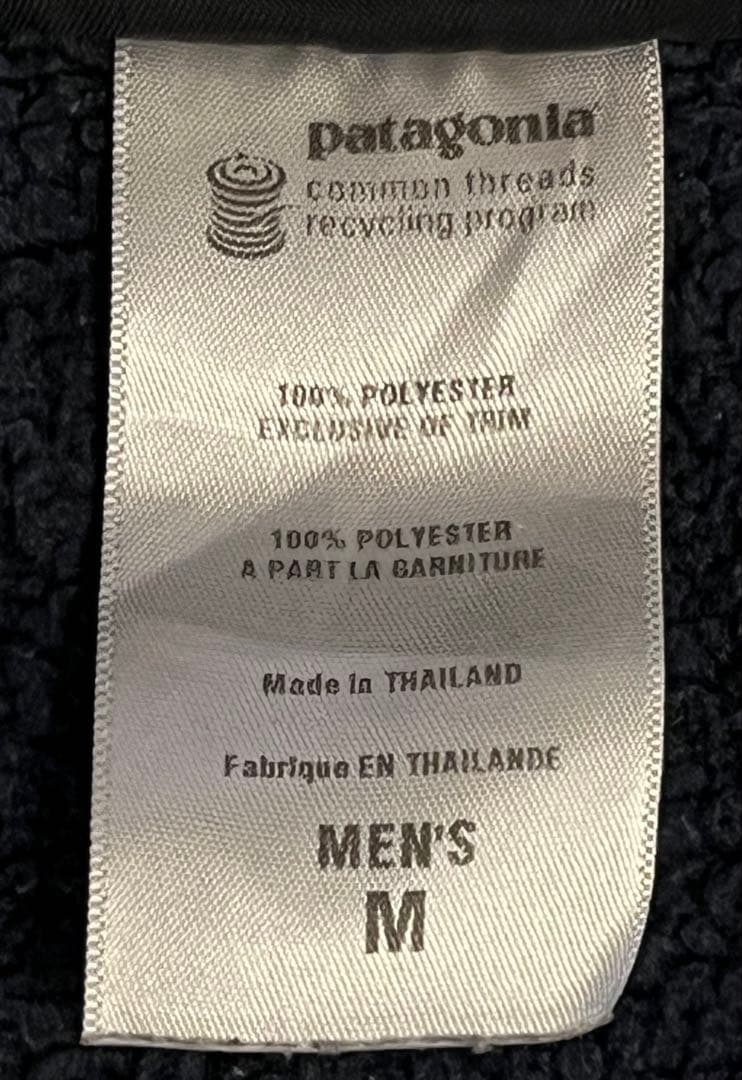 patagonia
common threads
recycling program
100% POLYESTER
EXCLUSIVE OF TRIM
100% POLYESTER
A PART LA GARNITURE
Made In THAILAND
Fabrique EN THAILANDE
MEN'S
M